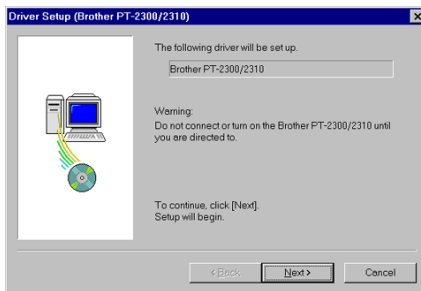 Driver Setup (Brother PT-2300/2310)
The following driver will be set up.
Brother PT-2300/2310
Warning:
Do not connect or turn on the Brother PT-2300/2310 until
you are directed to.
To continue, click [Next].
Setup will begin.
< Back
Next >
Cancel